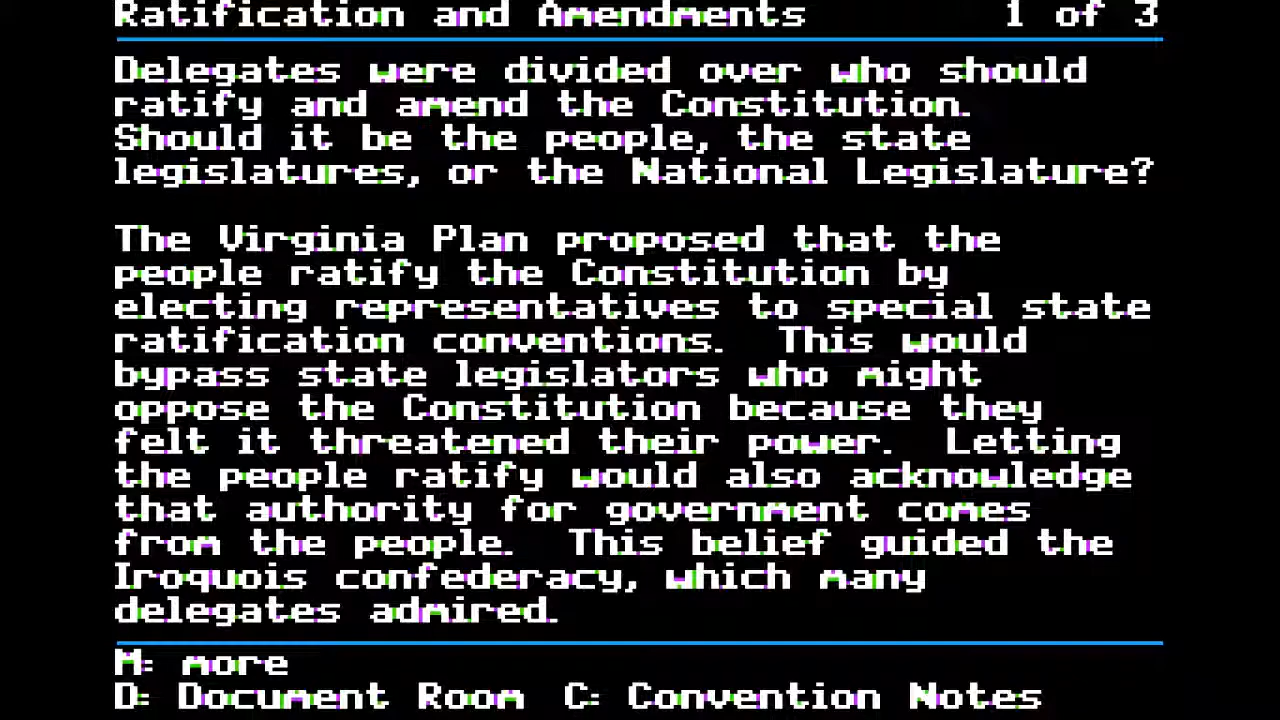 Ratification and Amendments 1 of 3
Delegates were divided over who should
ratify and amend the Constitution.
Should it be the people, the state
legislatures, or the National Legislature?
The Virginia Plan proposed that the
people ratify the Constitution by
electing representatives to special state
ratification conventions. This would
bypass state legislators who might
oppose the Constitution because they
felt it threatened their power. Letting
the people ratify would also acknowledge
that authority for government comes
from the people. This belief guided the
Iroquois confederacy, which many
delegates admired.
M: more
D: Document Room C: Convention Notes